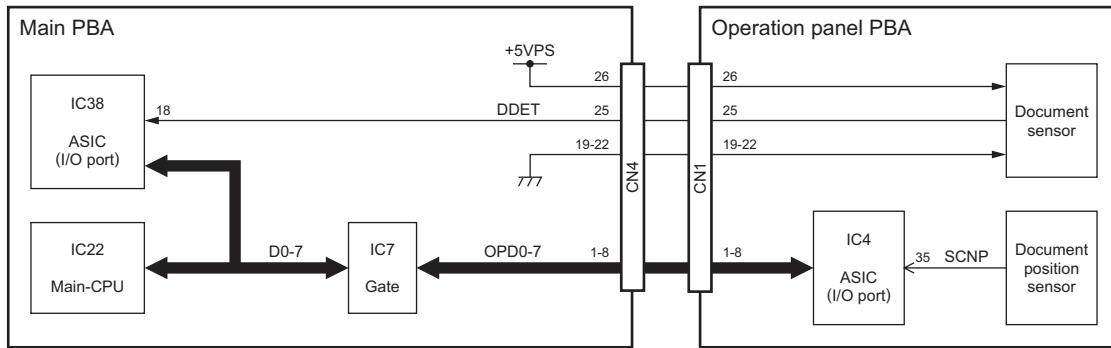 Main PBA
Operation panel PBA
+5VPS
26
26
IC38
ASIC
(I/O port)
18
DDET
25
25
Document
sensor
19-22
19-22
CN4
CN1
IC22
Main-CPU
D0-7
IC7
Gate
OPD0-7
1-8
1-8
IC4
ASIC
(I/O port)
35
SCNP
Document
position
sensor